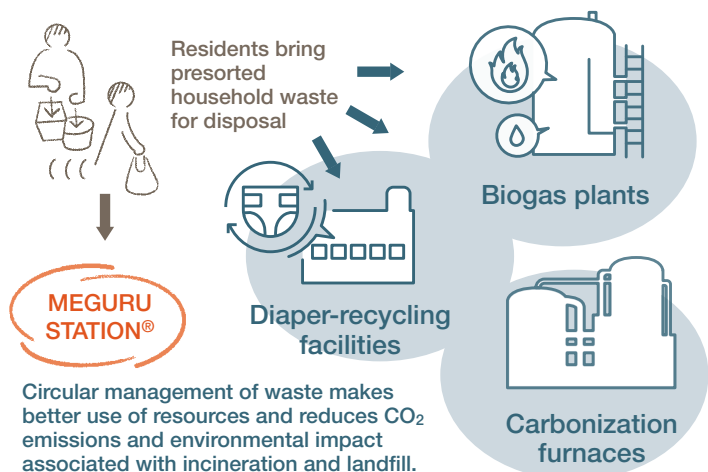 Residents bring
presorted
household waste
for disposal
Biogas plants
Diaper-recycling
facilities
MEGURU
STATION®
Carbonization
furnaces
Circular management of waste makes
better use of resources and reduces CO₂
emissions and environmental impact
associated with incineration and landfill.